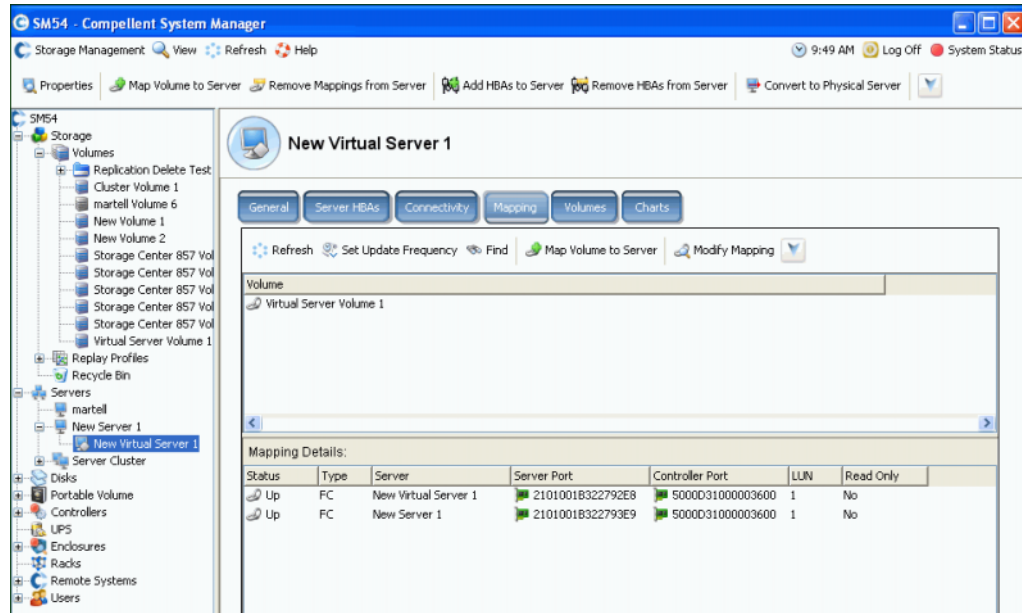 SM54 - Compellent System Manager
Storage Management View Refresh Help 9:49 AM Log Off System Status
Properties Map Volume to Server Remove Mappings from Server Add HBAs to Server Remove HBAs from Server Convert to Physical Server
SM54
Storage
Volumes
Replication Delete Test
Cluster Volume 1
martell Volume 6
New Volume 1
New Volume 2
Storage Center 857 Vol
Storage Center 857 Vol
Storage Center 857 Vol
Storage Center 857 Vol
Storage Center 857 Vol
Virtual Server Volume 1
Replay Profiles
Recycle Bin
Servers
martell
New Server 1
New Virtual Server 1
Server Cluster
Disks
Portable Volume
Controllers
UPS
Enclosures
Racks
Remote Systems
Users
New Virtual Server 1
General Server HBAs Connectivity Mapping Volumes Charts
Refresh Set Update Frequency Find Map Volume to Server Modify Mapping
Volume
Virtual Server Volume 1
Mapping Details:
Status Type Server Server Port Controller Port LUN Read Only
Up FC New Virtual Server 1 2101001B322792E8 5000D31000003600 1 No
Up FC New Server 1 2101001B322793E9 5000D31000003600 1 No